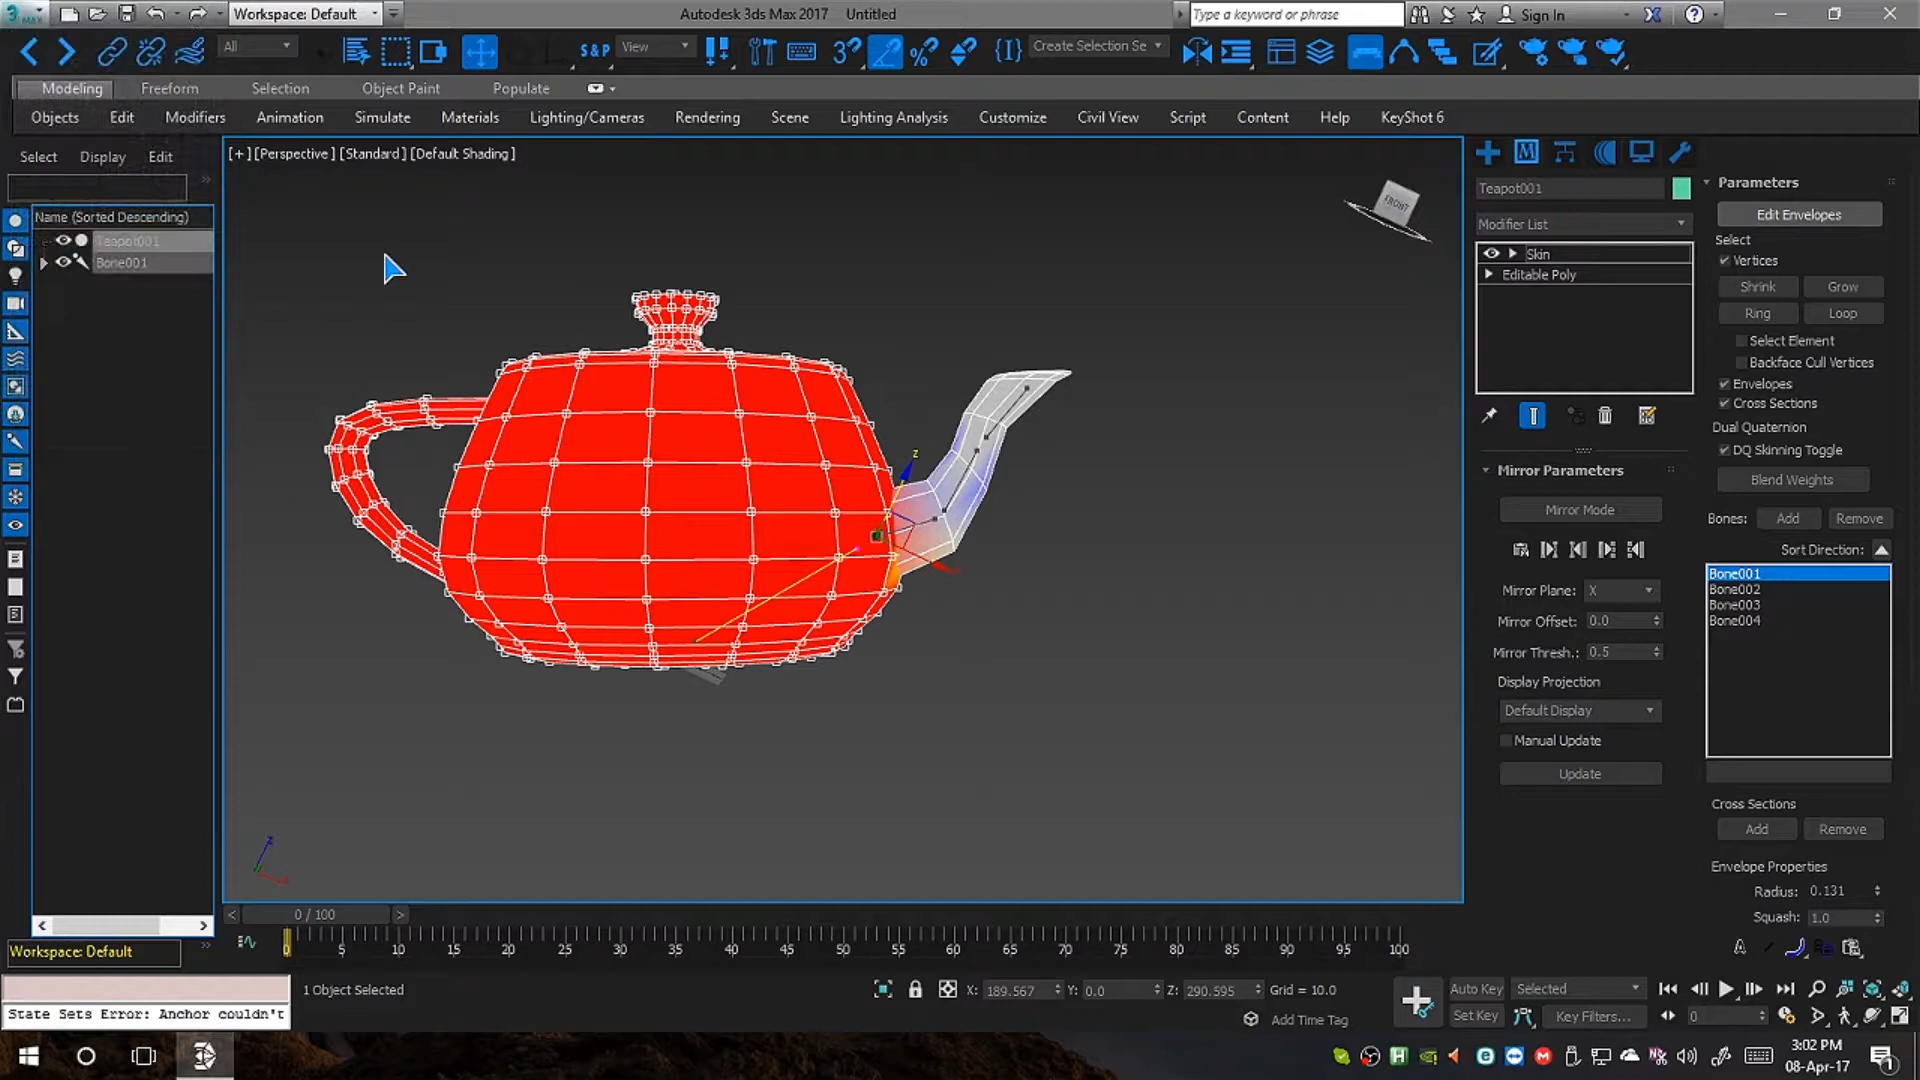 3 MAX
Workspace: Default
Autodesk 3ds Max 2017 Untitled
Type a keyword or phrase
Sign In
All
S&P
View
Create Selection Se
Modeling Freeform Selection Object Paint Populate
Objects Edit Modifiers Animation Simulate Materials Lighting/Cameras Rendering Scene Lighting Analysis Customize Civil View Script Content Help KeyShot 6
Select Display Edit
Name (Sorted Descending)
Teapot001
Bone001
[+] [Perspective] [Standard] [Default Shading]
FRONT
z
z
Teapot001
Modifier List
Skin
Editable Poly
Mirror Parameters
Mirror Mode
Mirror Plane: X
Mirror Offset: 0.0
Mirror Thresh.: 0.5
Display Projection
Default Display
Manual Update
Update
Parameters
Edit Envelopes
Select
Vertices
Shrink Grow
Ring Loop
Select Element
Backface Cull Vertices
Envelopes
Cross Sections
Dual Quaternion
DQ Skinning Toggle
Blend Weights
Bones: Add Remove
Sort Direction:
Bone001
Bone002
Bone003
Bone004
Cross Sections
Add Remove
Envelope Properties
Radius: 0.131
Squash: 1.0
< 0 / 100 >
0 5 10 15 20 25 30 35 40 45 50 55 60 65 70 75 80 85 90 95 100
Workspace: Default
1 Object Selected
X: 189.567 Y: 0.0 Z: 290.595 Grid = 10.0
Add Time Tag
Auto Key Selected
Set Key Key Filters...
0
State Sets Error: Anchor couldn't
3:02 PM
08-Apr-17